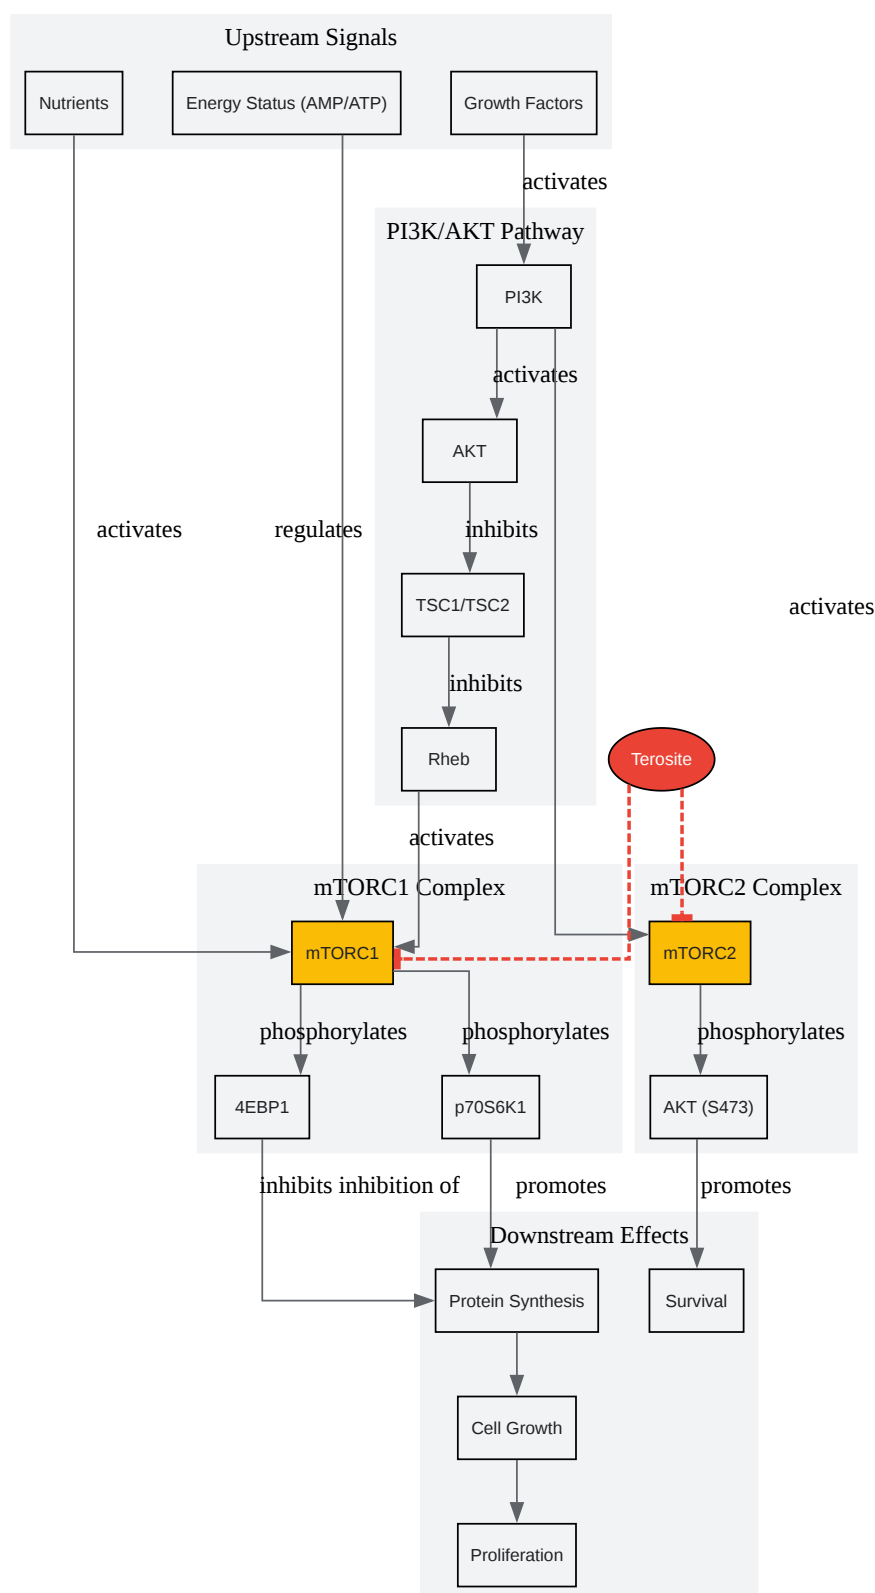 Upstream Signals
Nutrients
Energy Status (AMP/ATP)
Growth Factors
activates
PI3K/AKT Pathway
PI3K
activates
AKT
activates
regulates
inhibits
TSC1/TSC2
activates
inhibits
Rheb
Terosite
activates
mTORC1 Complex
mTORC2 Complex
mTORC1
mTORC2
phosphorylates
phosphorylates
phosphorylates
4EBP1
p70S6K1
AKT (S473)
inhibits inhibition of
promotes
promotes
Downstream Effects
Protein Synthesis
Survival
Cell Growth
Proliferation